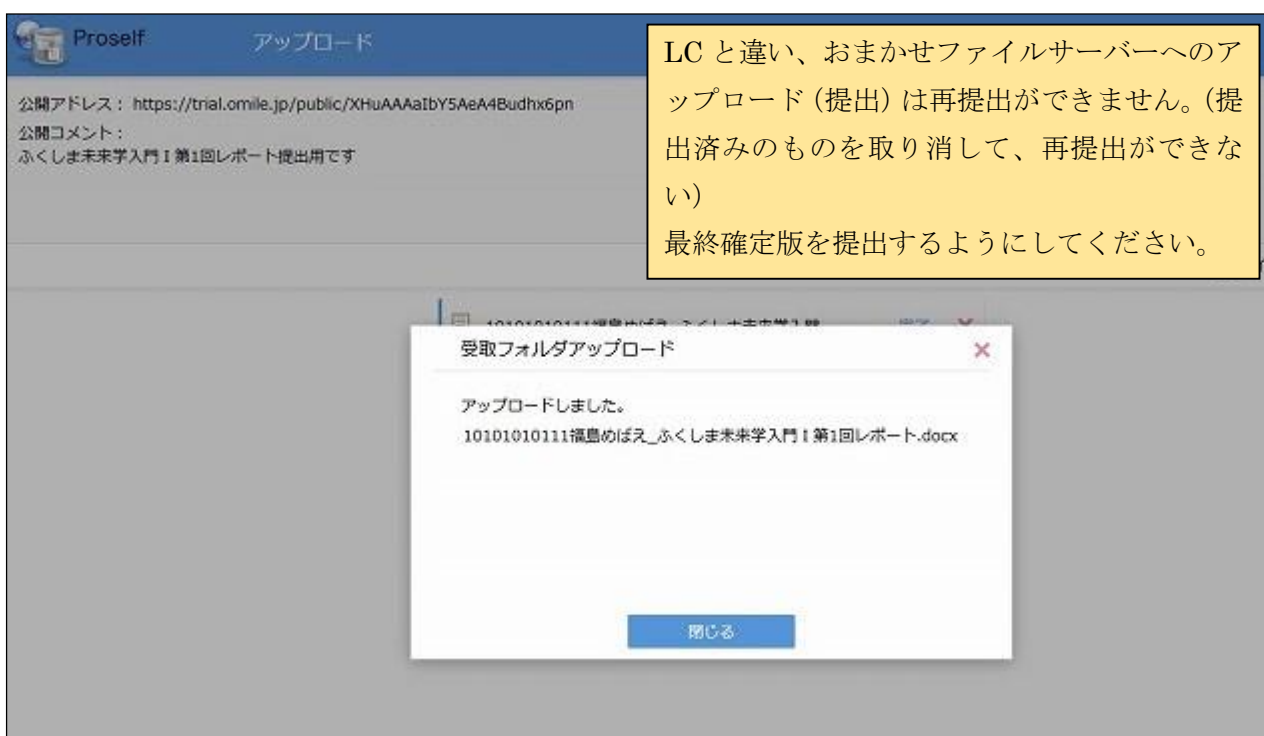 Proself
アップロード
公開アドレス： https://trial.omile.jp/public/XHuAAAaIbY5AeA4Budhx6pn
公開コメント：
ふくしま未来学入門Ⅰ第1回レポート提出用です
LC と違い、おまかせファイルサーバーへのア
ップロード（提出）は再提出ができません。（提
出済みのものを取り消して、再提出ができな
い）
最終確定版を提出するようにしてください。
受取フォルダアップロード
アップロードしました。
10101010111福島めばえ_ふくしま未来学入門Ⅰ第1回レポート.docx
閉じる